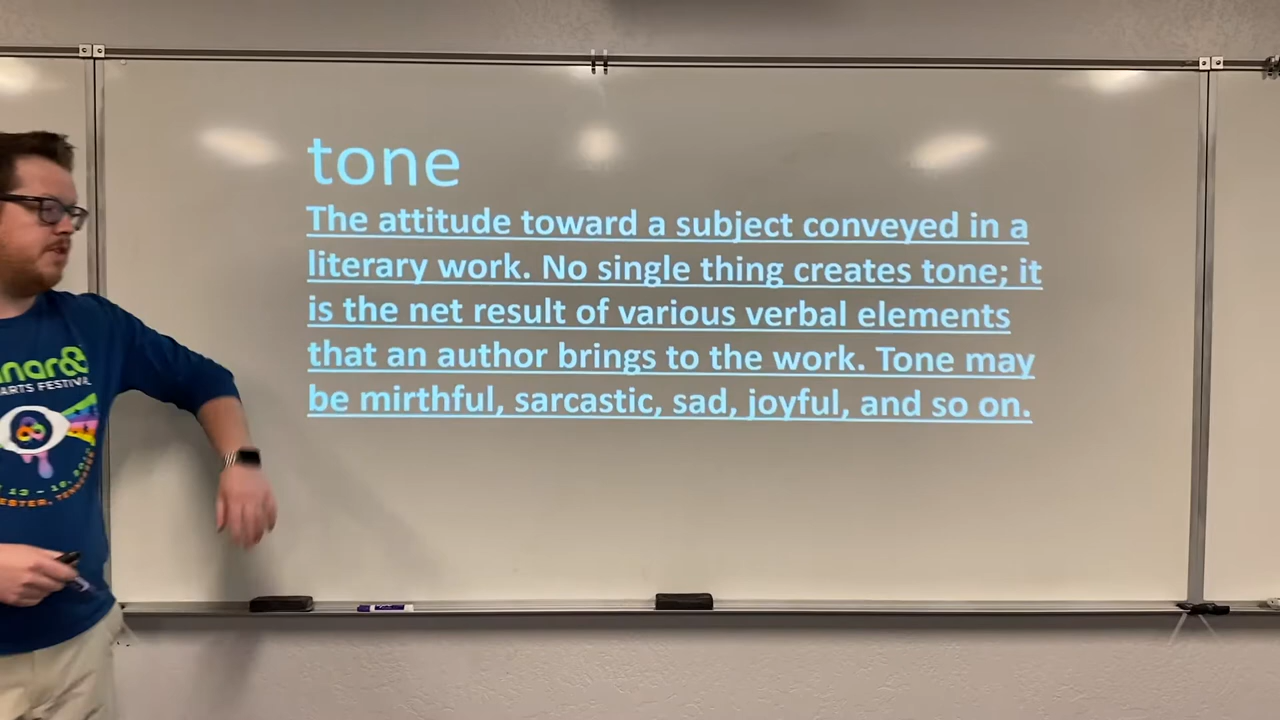 tone
The attitude toward a subject conveyed in a
literary work. No single thing creates tone; it
is the net result of various verbal elements
that an author brings to the work. Tone may
be mirthful, sarcastic, sad, joyful, and so on.
ARTS FESTIVAL